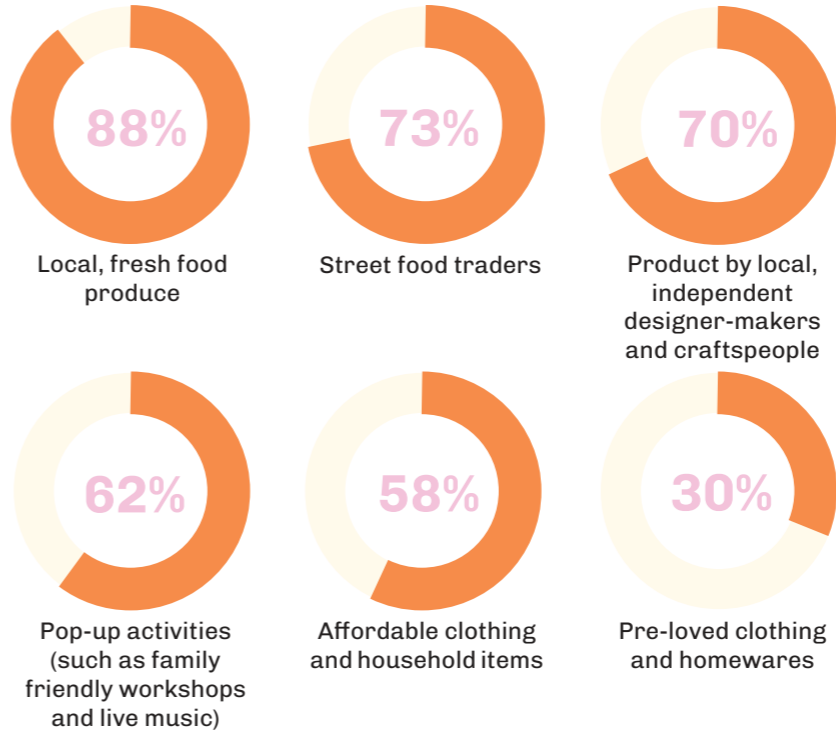 88%
Local, fresh food
produce
73%
Street food traders
70%
Product by local,
independent
designer-makers
and craftspeople
62%
Pop-up activities
(such as family
friendly workshops
and live music)
58%
Affordable clothing
and household items
30%
Pre-loved clothing
and homewares